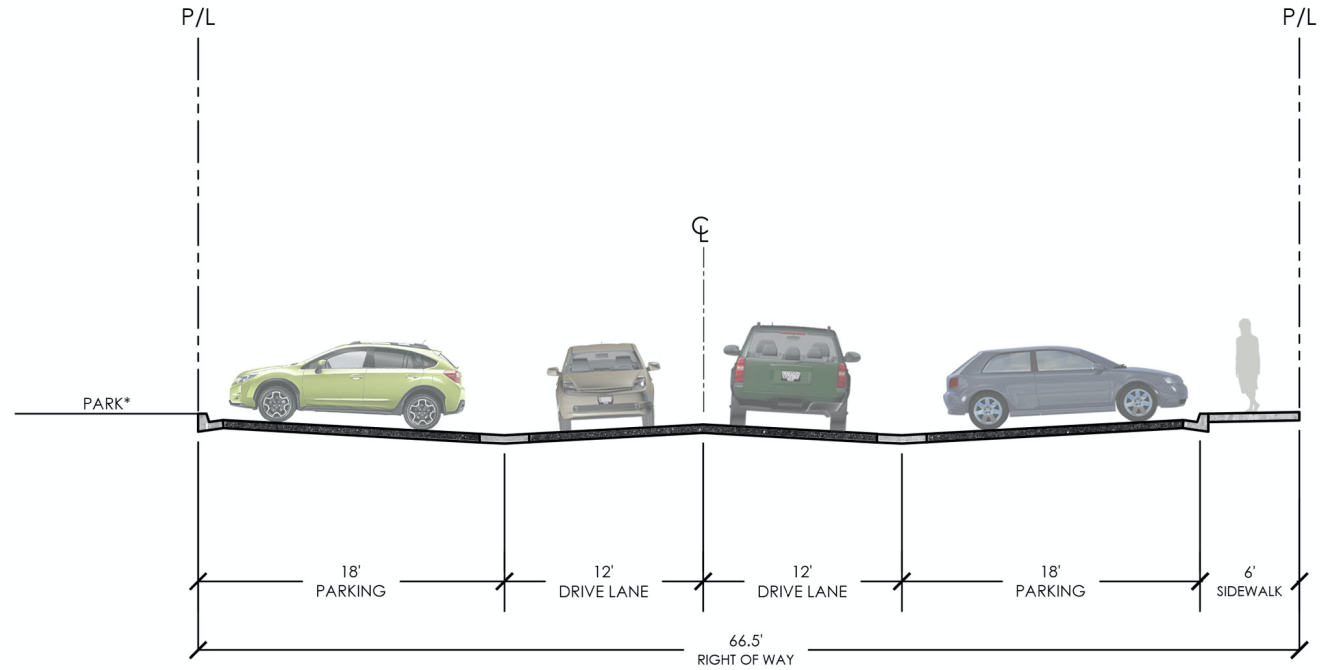 P/L
P/L
℄
PARK*
18'
PARKING
12'
DRIVE LANE
12'
DRIVE LANE
18'
PARKING
6'
SIDEWALK
66.5'
RIGHT OF WAY